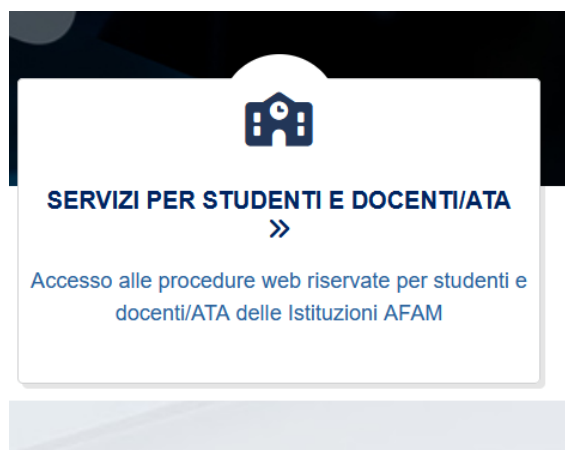 SERVIZI PER STUDENTI E DOCENTI/ATA
»
Accesso alle procedure web riservate per studenti e
docenti/ATA delle Istituzioni AFAM